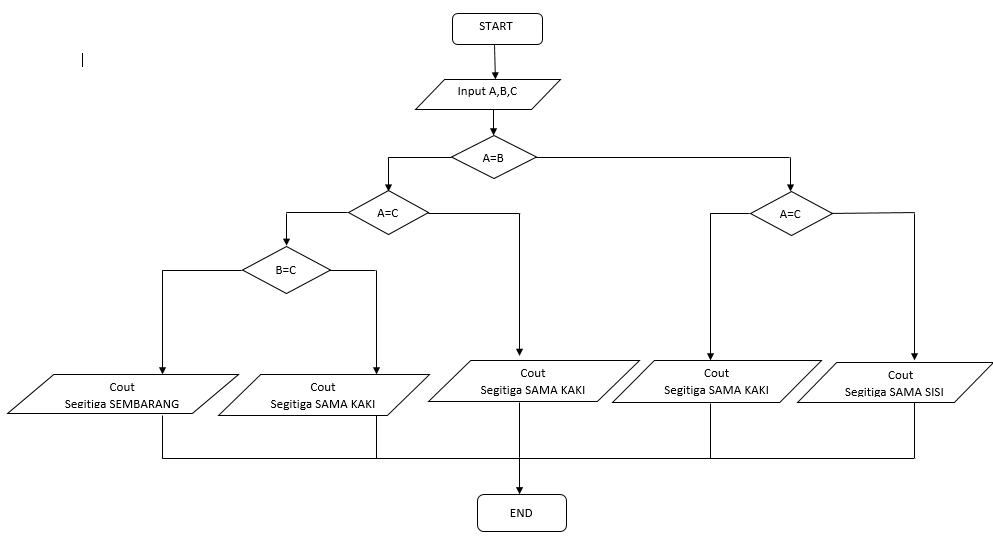 START
Input A,B,C
A=B
A=C
A=C
B=C
Cout
Segitiga SEMBARANG
Cout
Segitiga SAMA KAKI
Cout
Segitiga SAMA KAKI
Cout
Segitiga SAMA KAKI
Cout
Segitiga SAMA SISI
END